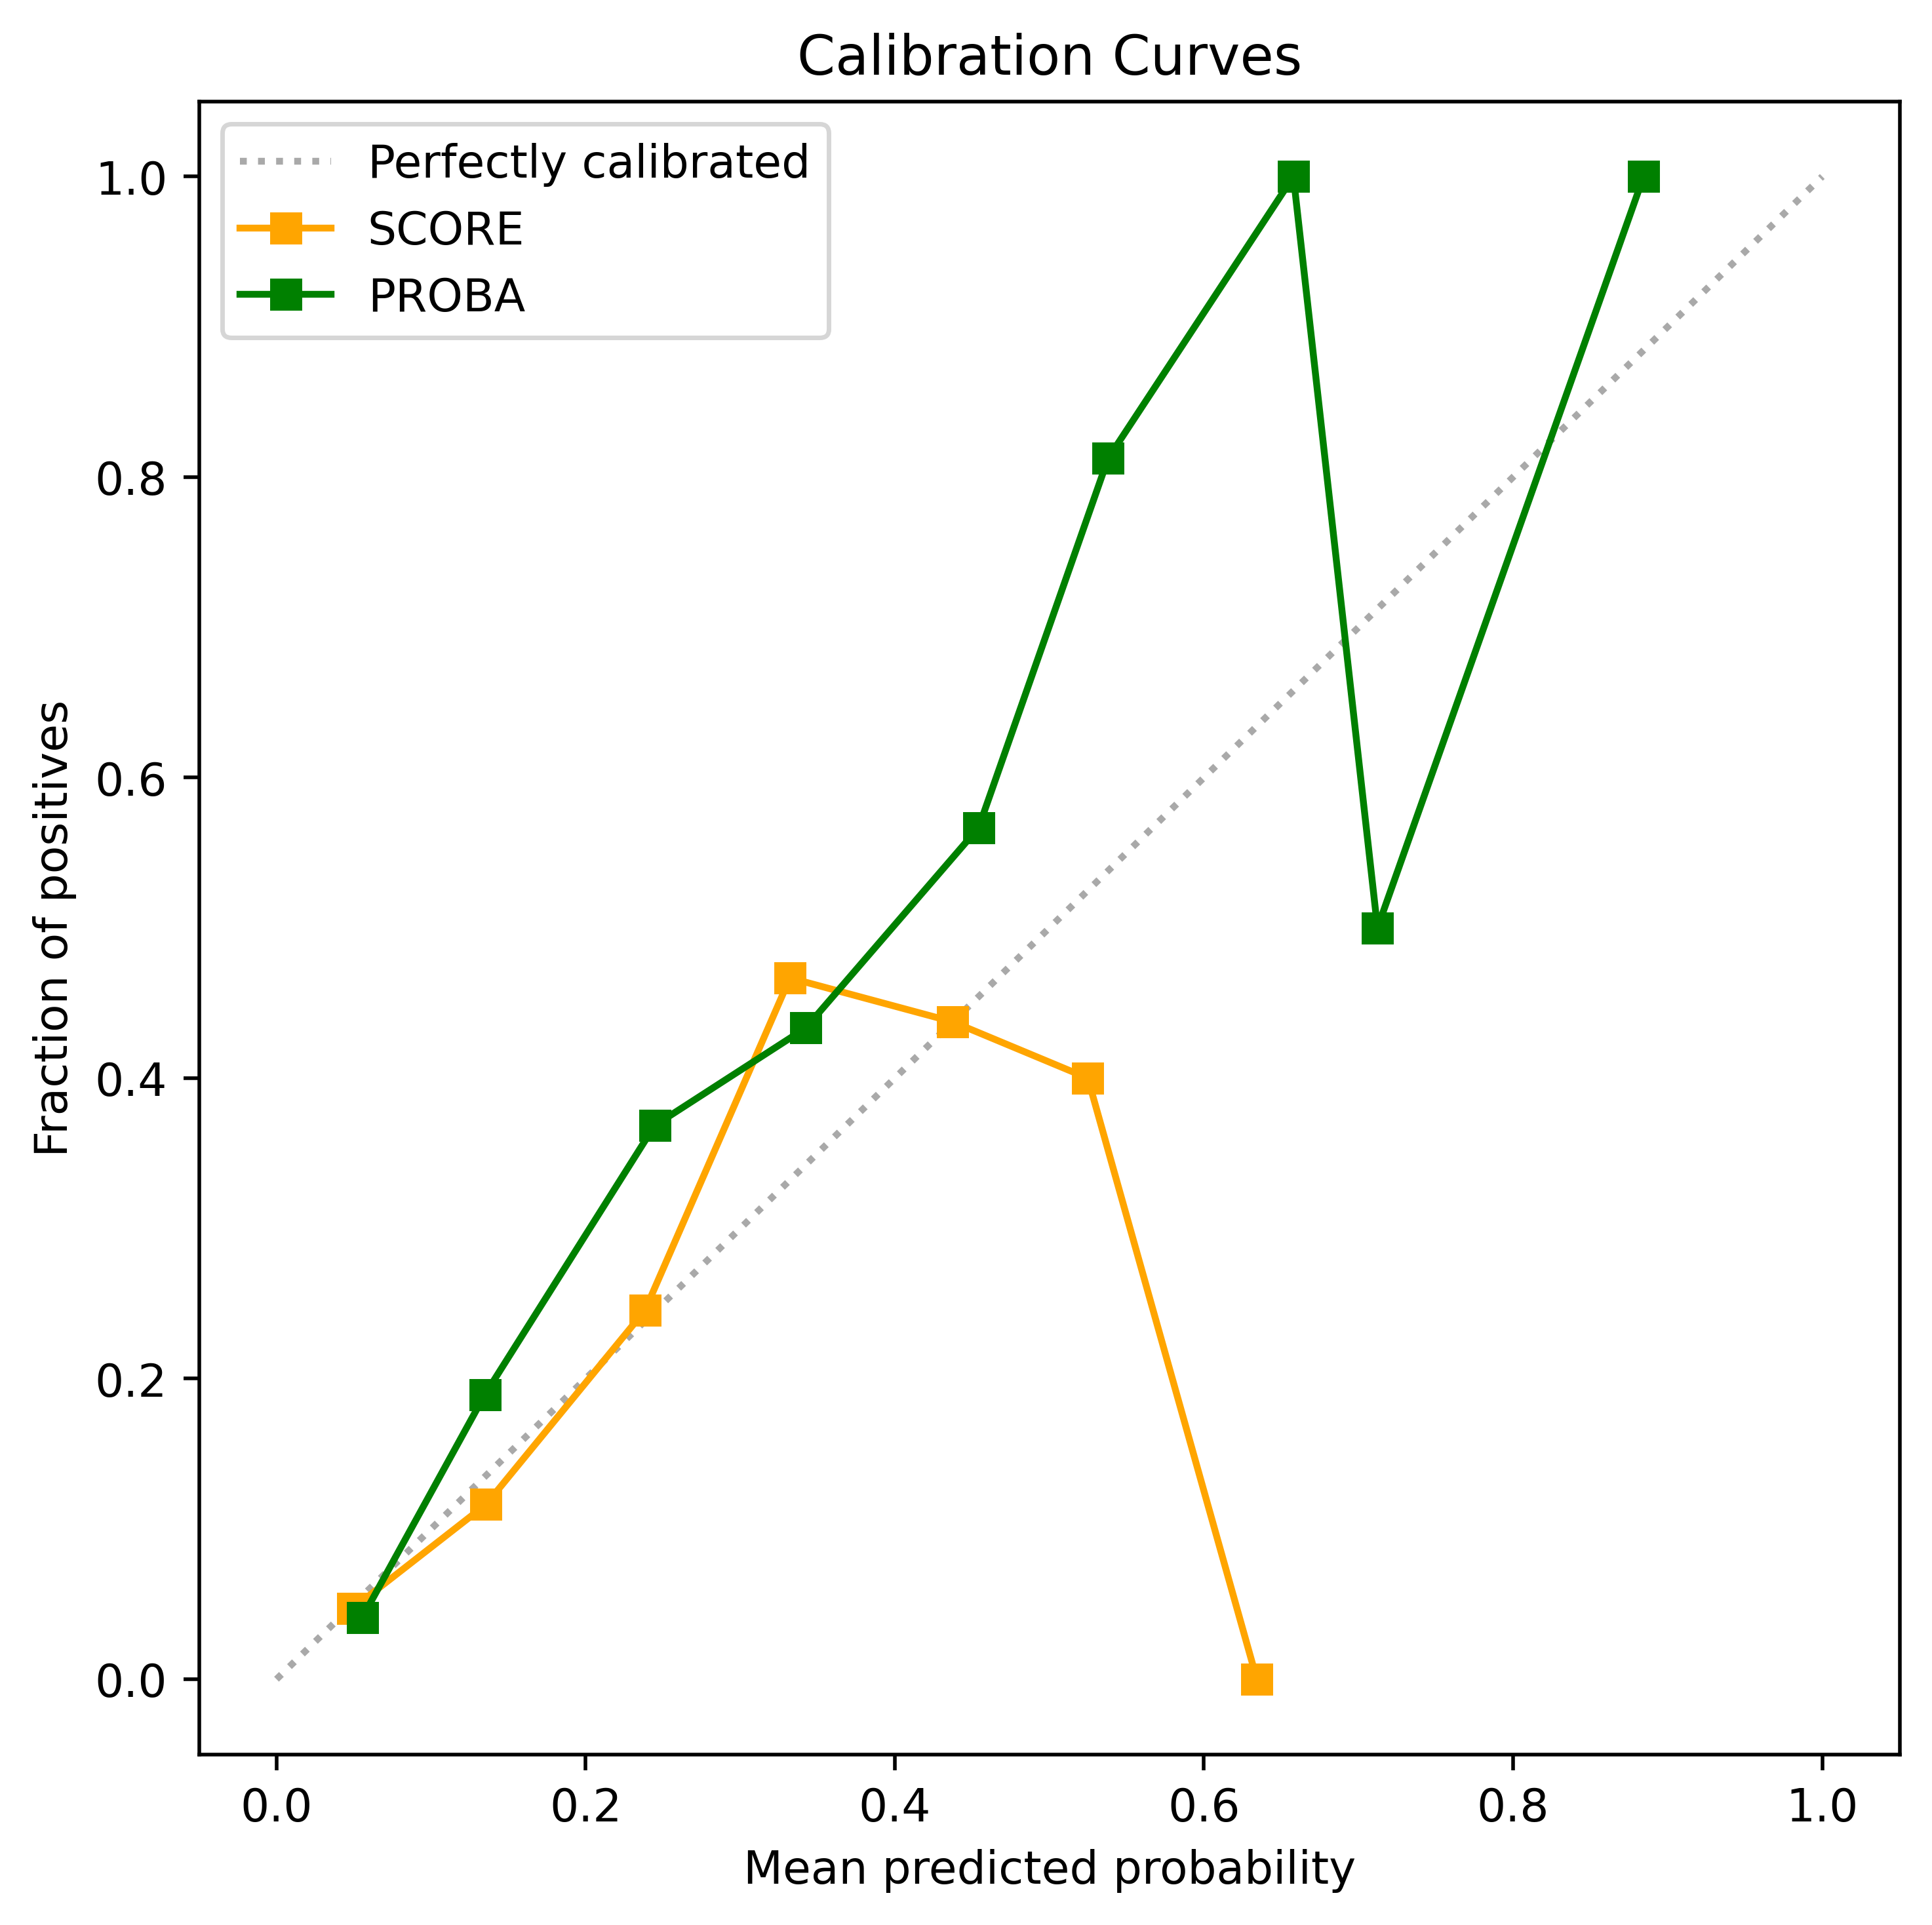 Calibration Curves
Perfectly calibrated
SCORE
PROBA
1.0
0.8
0.6
0.4
0.2
0.0
Fraction of positives
0.0 0.2 0.4 0.6 0.8 1.0
Mean predicted probability